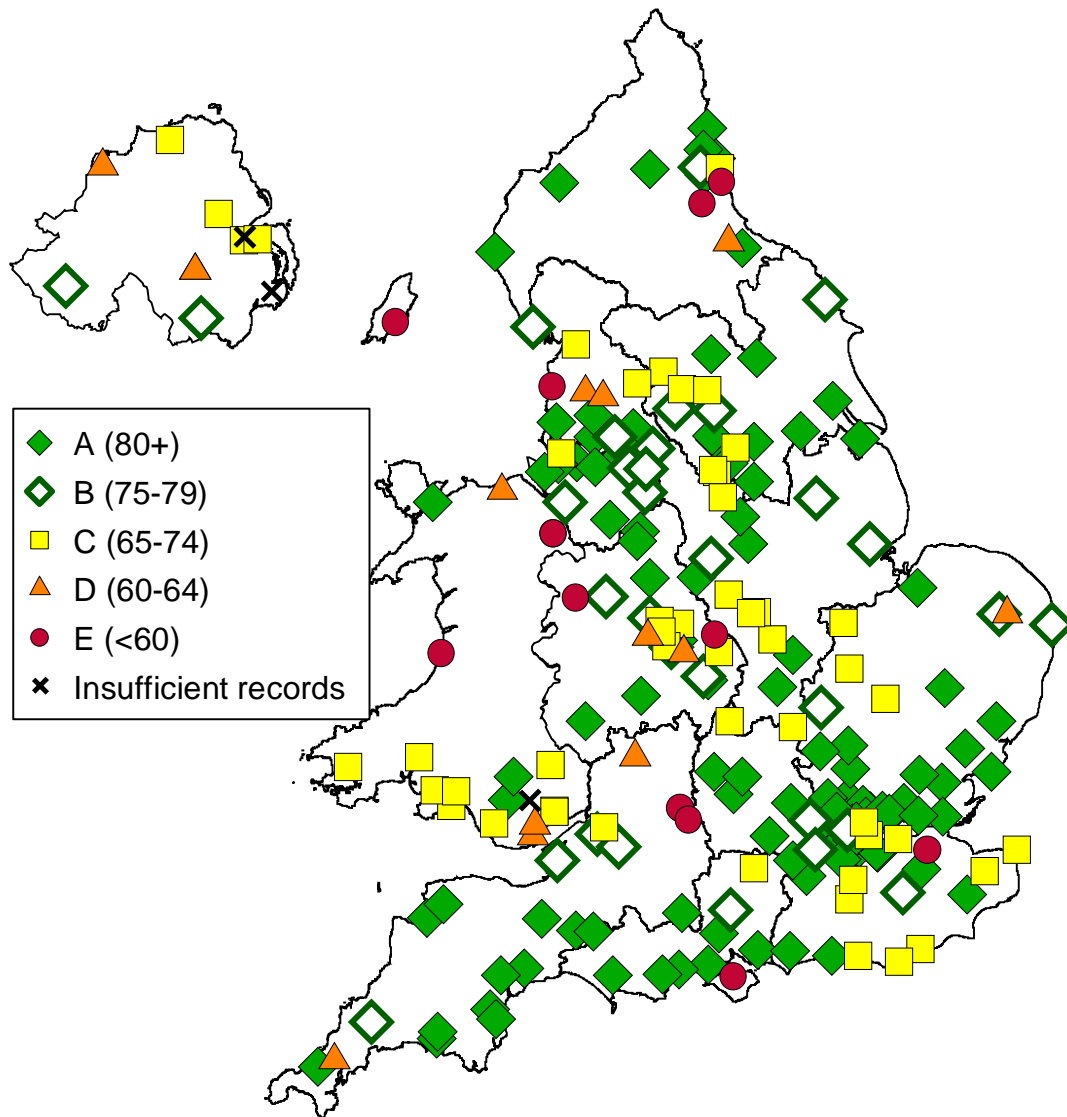 A (80+)
B (75-79)
C (65-74)
D (60-64)
E (<60)
Insufficient records